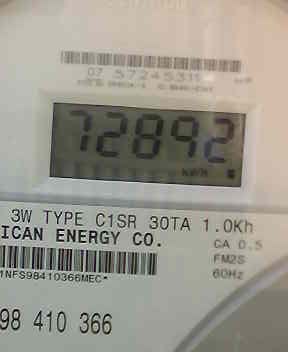 07 57245311
72892
kWh
3W TYPE C1SR 30TA 1.0Kh
ICAN ENERGY CO.
CA 0.5
FM2S
60Hz
1NFS98410366MEC*
98 410 366